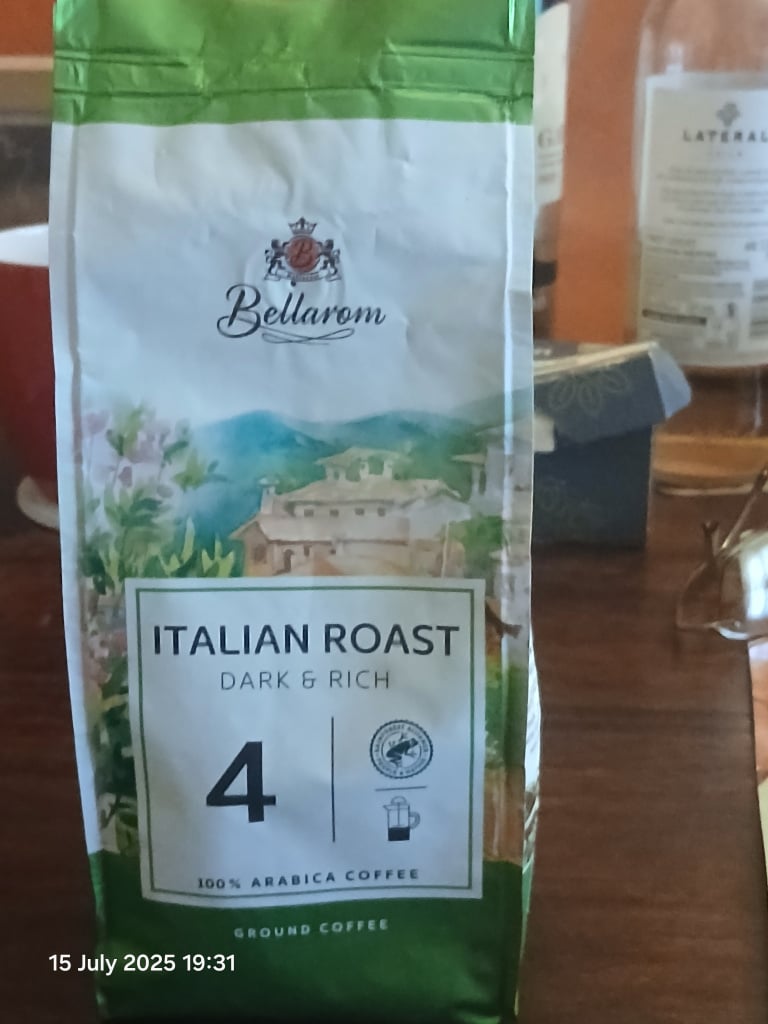 Bellarom
ITALIAN ROAST
DARK & RICH
4
100% ARABICA COFFEE
GROUND COFFEE
LATERAL
15 July 2025 19:31